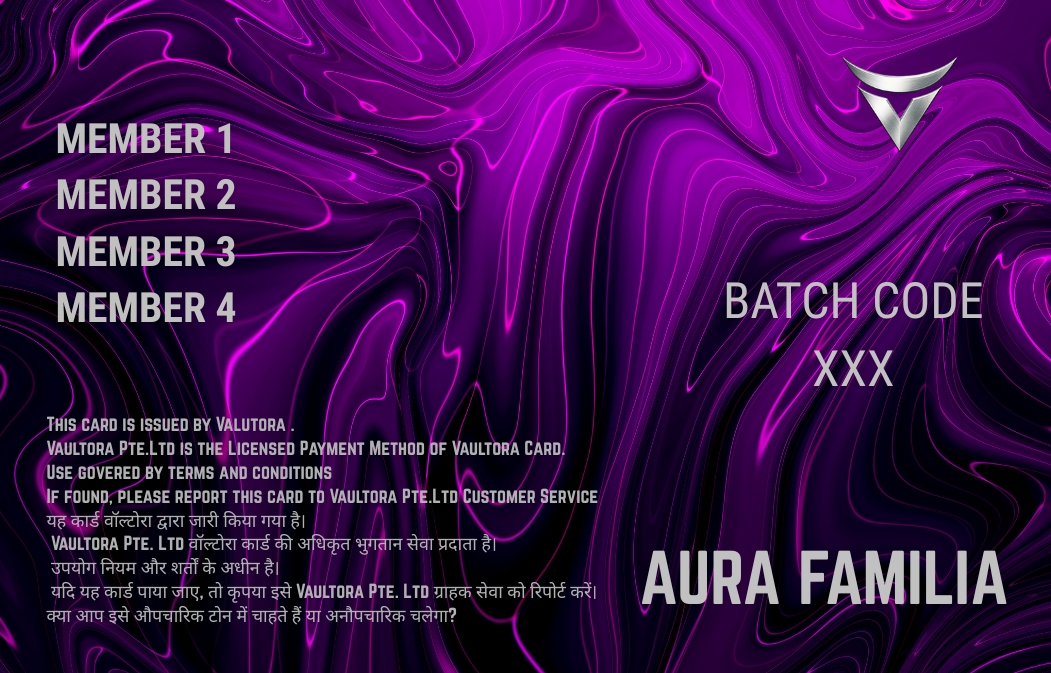 MEMBER 1
MEMBER 2
MEMBER 3
MEMBER 4
BATCH CODE
XXX
This card is issued by Valutora .
Vaultora Pte.Ltd is the Licensed Payment Method of Vaultora Card.
Use govered by terms and conditions
If found, please report this card to Vaultora Pte.Ltd Customer Service
यह कार्ड वॉल्टोरा द्वारा जारी किया गया है।
Vaultora Pte. Ltd वॉल्टोरा कार्ड की अधिकृत भुगतान सेवा प्रदाता है।
उपयोग नियम और शर्तों के अधीन है।
यदि यह कार्ड पाया जाए, तो कृपया इसे Vaultora Pte. Ltd ग्राहक सेवा को रिपोर्ट करें।
क्या आप इसे औपचारिक टोन में चाहते हैं या अनौपचारिक चलेगा?
AURA FAMILIA